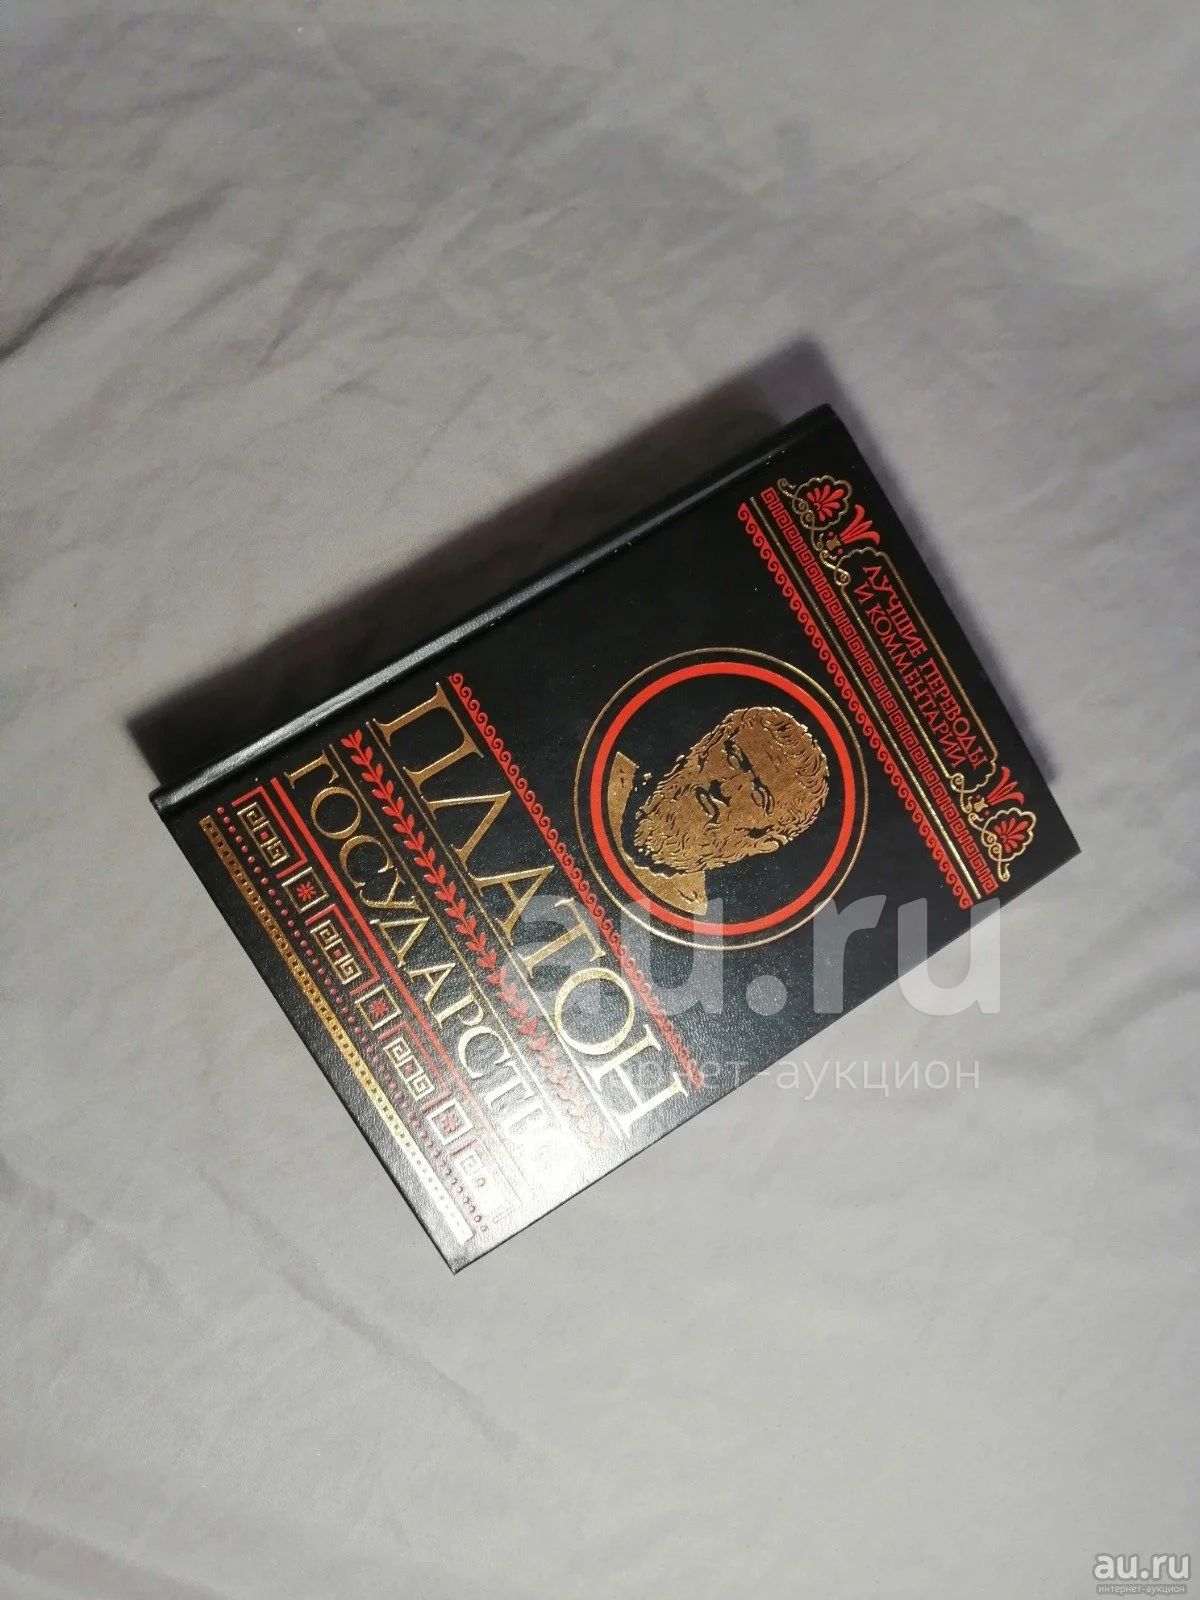 ЛУЧШИЕ ПЕРЕВОДЫ
И КОММЕНТАРИИ
ПЛАТОН
ГОСУДАРСТВО
au.ru
интернет-аукцион
au.ru
интернет-аукцион